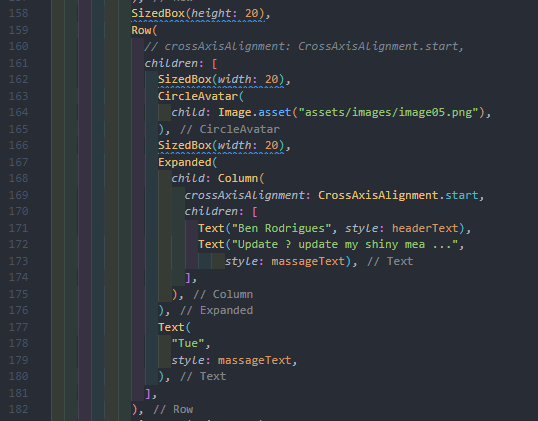 158 SizedBox(height: 20),
159 Row(
160 // crossAxisAlignment: CrossAxisAlignment.start,
161 children: [
162 SizedBox(width: 20),
163 CircleAvatar(
164 child: Image.asset("assets/images/image05.png"),
165 ), // CircleAvatar
166 SizedBox(width: 20),
167 Expanded(
168 child: Column(
169 crossAxisAlignment: CrossAxisAlignment.start,
170 children: [
171 Text("Ben Rodrigues", style: headerText),
172 Text("Update ? update my shiny mea ...",
173 style: massageText), // Text
174 ],
175 ), // Column
176 ), // Expanded
177 Text(
178 "Tue",
179 style: massageText,
180 ), // Text
181 ],
182 ), // Row